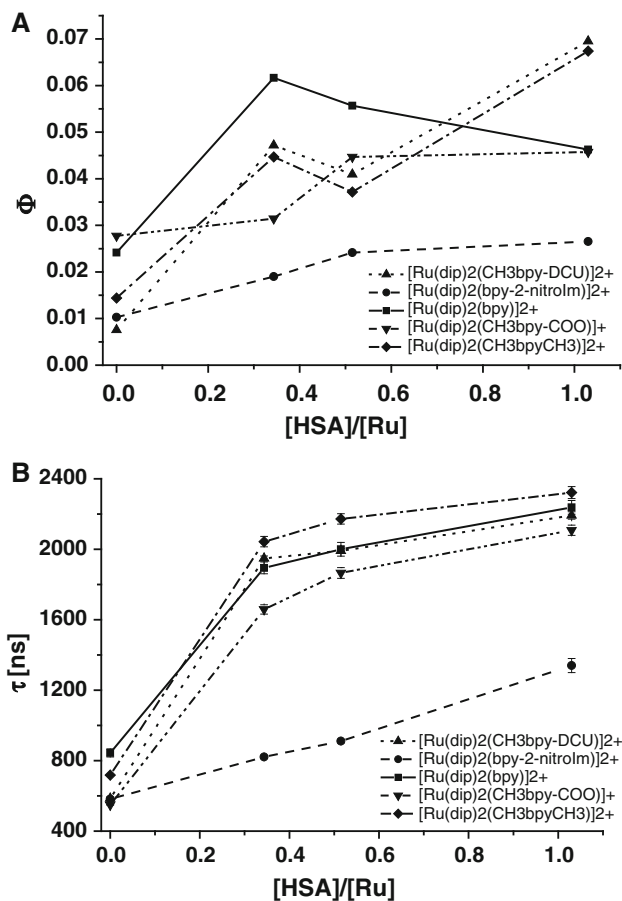 A
0.07
0.06
0.05
0.04
0.03
0.02
0.01
0.00
Φ
[Ru(dip)2(CH3bpy-DCU)]2+
[Ru(dip)2(bpy-2-nitroIm)]2+
[Ru(dip)2(bpy)]2+
[Ru(dip)2(CH3bpy-COO)]+
[Ru(dip)2(CH3bpyCH3)]2+
0.0 0.2 0.4 0.6 0.8 1.0
[HSA]/[Ru]
B
2400
2000
1600
1200
800
400
τ [ns]
[Ru(dip)2(CH3bpy-DCU)]2+
[Ru(dip)2(bpy-2-nitroIm)]2+
[Ru(dip)2(bpy)]2+
[Ru(dip)2(CH3bpy-COO)]+
[Ru(dip)2(CH3bpyCH3)]2+
0.0 0.2 0.4 0.6 0.8 1.0
[HSA]/[Ru]